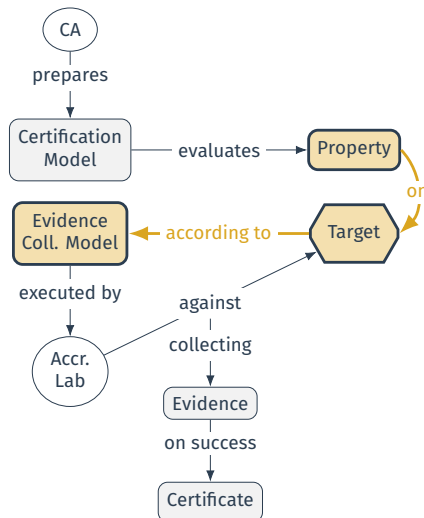 CA
prepares
Certification
Model
evaluates
Property
on
Evidence
Coll. Model
according to
Target
executed by
against
collecting
Accr.
Lab
Evidence
on success
Certificate